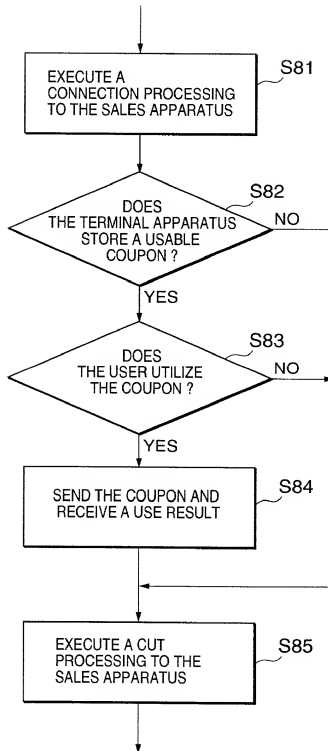 EXECUTE A
CONNECTION PROCESSING
TO THE SALES APPARATUS
S81
DOES
THE TERMINAL APPARATUS
STORE A USABLE
COUPON ?
S82
NO
YES
DOES
THE USER UTILIZE
THE COUPON ?
S83
NO
YES
SEND THE COUPON AND
RECEIVE A USE RESULT
S84
EXECUTE A CUT
PROCESSING TO THE
SALES APPARATUS
S85